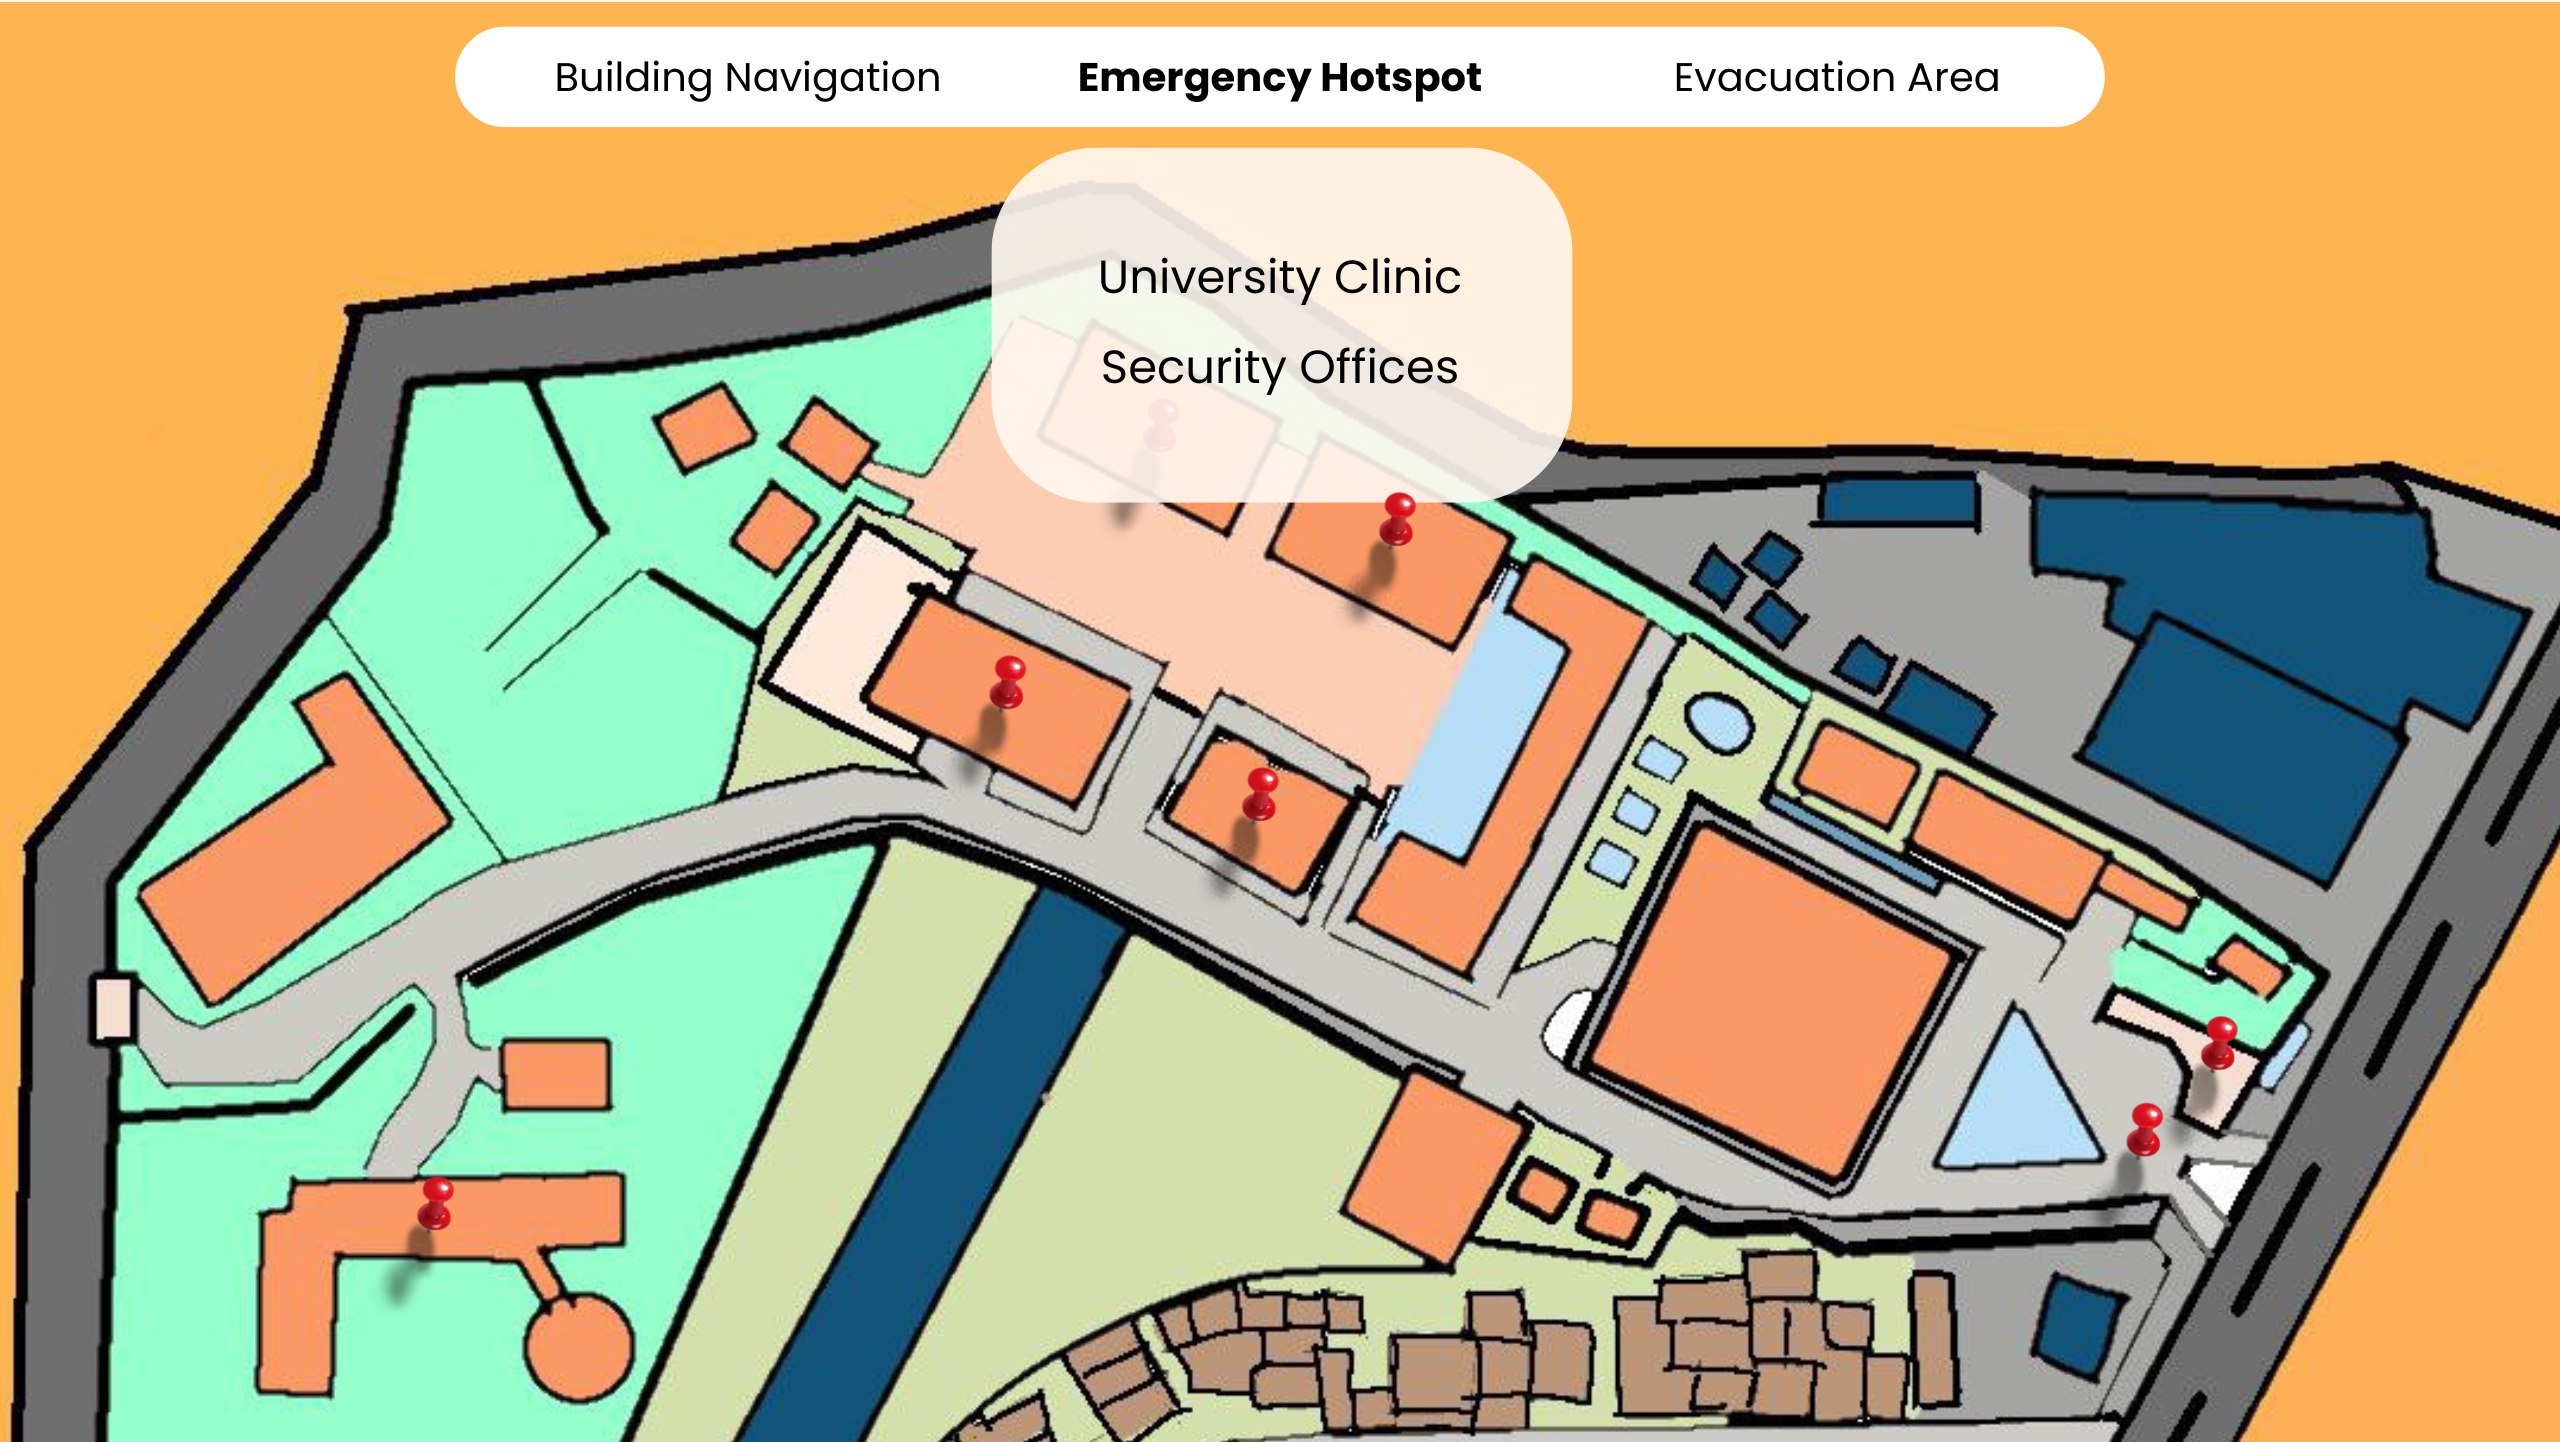 Building Navigation
Emergency Hotspot
Evacuation Area
University Clinic
Security Offices